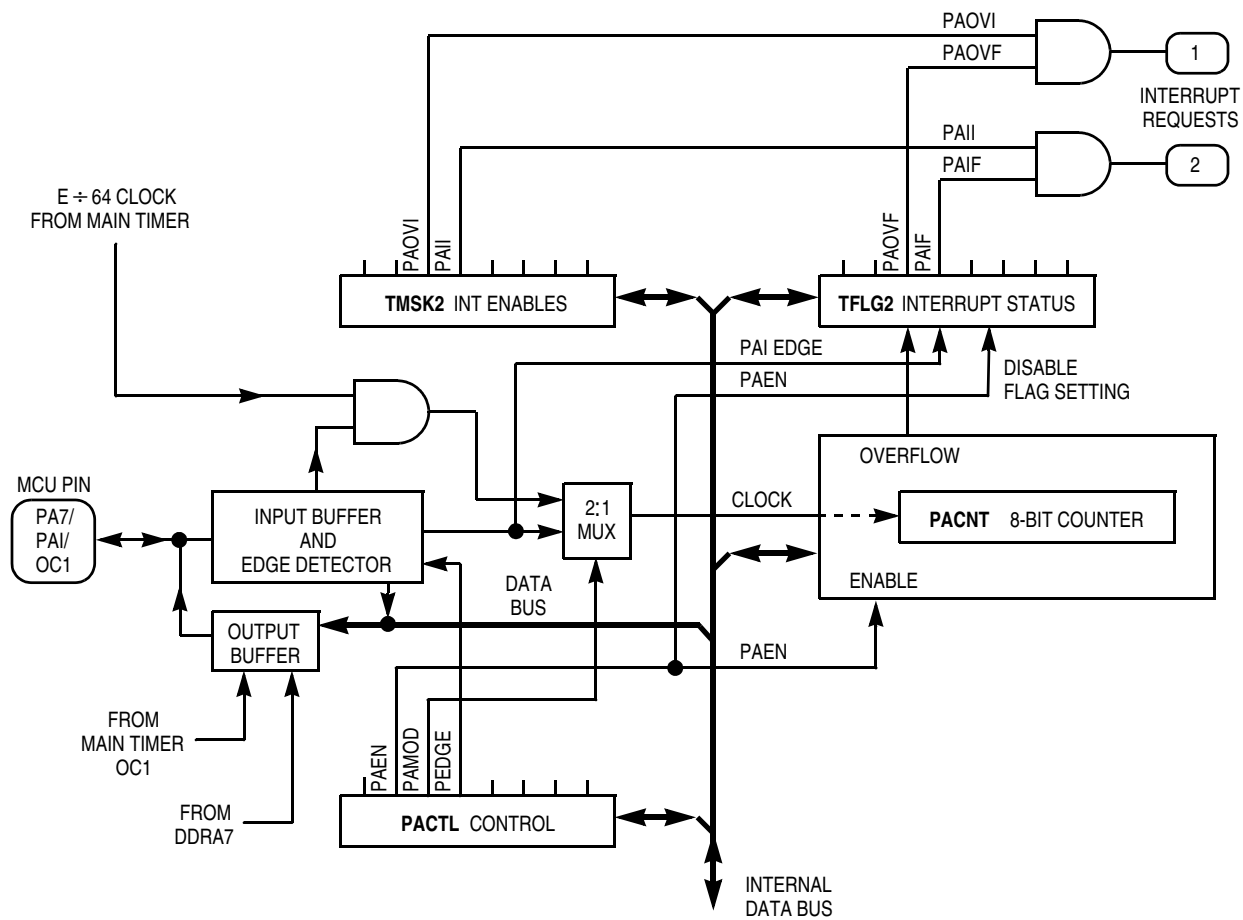 PAOVI
1
PAOVF
INTERRUPT
REQUESTS
PAII
PAIF
2
E ÷ 64 CLOCK
FROM MAIN TIMER
PAOVI
PAII
PAOVF
PAIF
TMSK2 INT ENABLES
TFLG2 INTERRUPT STATUS
PAI EDGE
PAEN
DISABLE
FLAG SETTING
OVERFLOW
MCU PIN
PA7/
PAI/
OC1
INPUT BUFFER
AND
EDGE DETECTOR
2:1
MUX
CLOCK
PACNT 8-BIT COUNTER
DATA
BUS
ENABLE
OUTPUT
BUFFER
PAEN
FROM
MAIN TIMER
OC1
PAEN
PAMOD
PEDGE
FROM
DDRA7
PACTL CONTROL
INTERNAL
DATA BUS